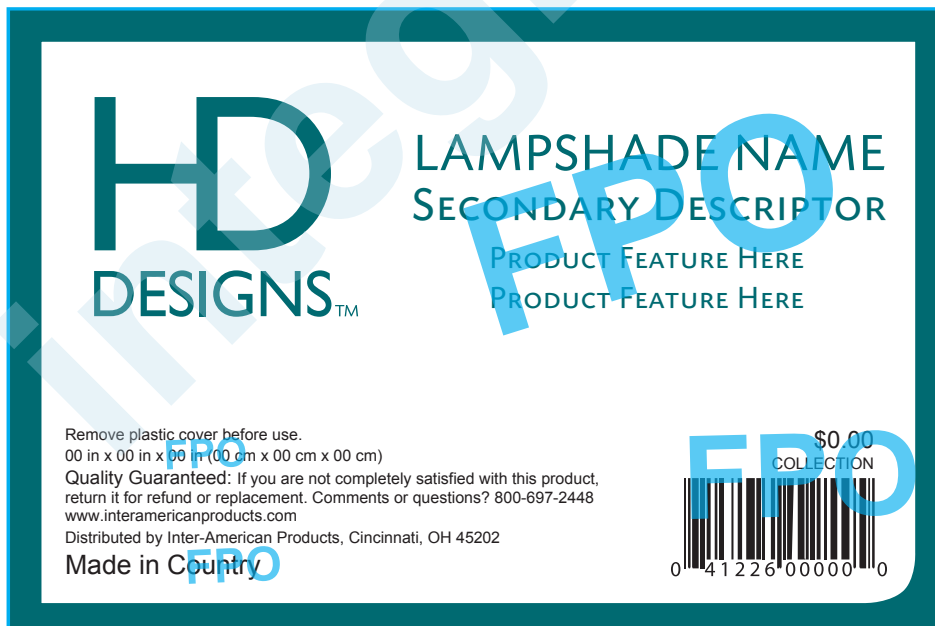 HD
DESIGNS™
LAMPSHADE NAME
SECONDARY DESCRIPTOR
PRODUCT FEATURE HERE
PRODUCT FEATURE HERE
FPO
Remove plastic cover before use.
00 in x 00 in x 00 in (00 cm x 00 cm x 00 cm)
FPO
Quality Guaranteed: If you are not completely satisfied with this product,
return it for refund or replacement. Comments or questions? 800-697-2448
www.interamericanproducts.com
Distributed by Inter-American Products, Cincinnati, OH 45202
Made in Country
FPO
$0.00
COLLECTION
FPO
0 41226 00000 0